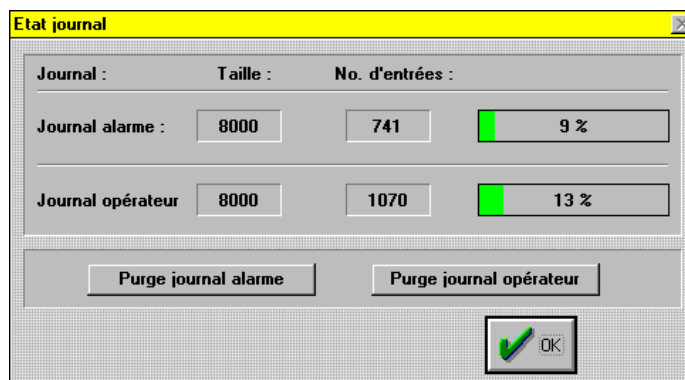 Etat journal
Journal : Taille : No. d'entrées :
Journal alarme : 8000 741 9 %
Journal opérateur 8000 1070 13 %
Purge journal alarme Purge journal opérateur
OK